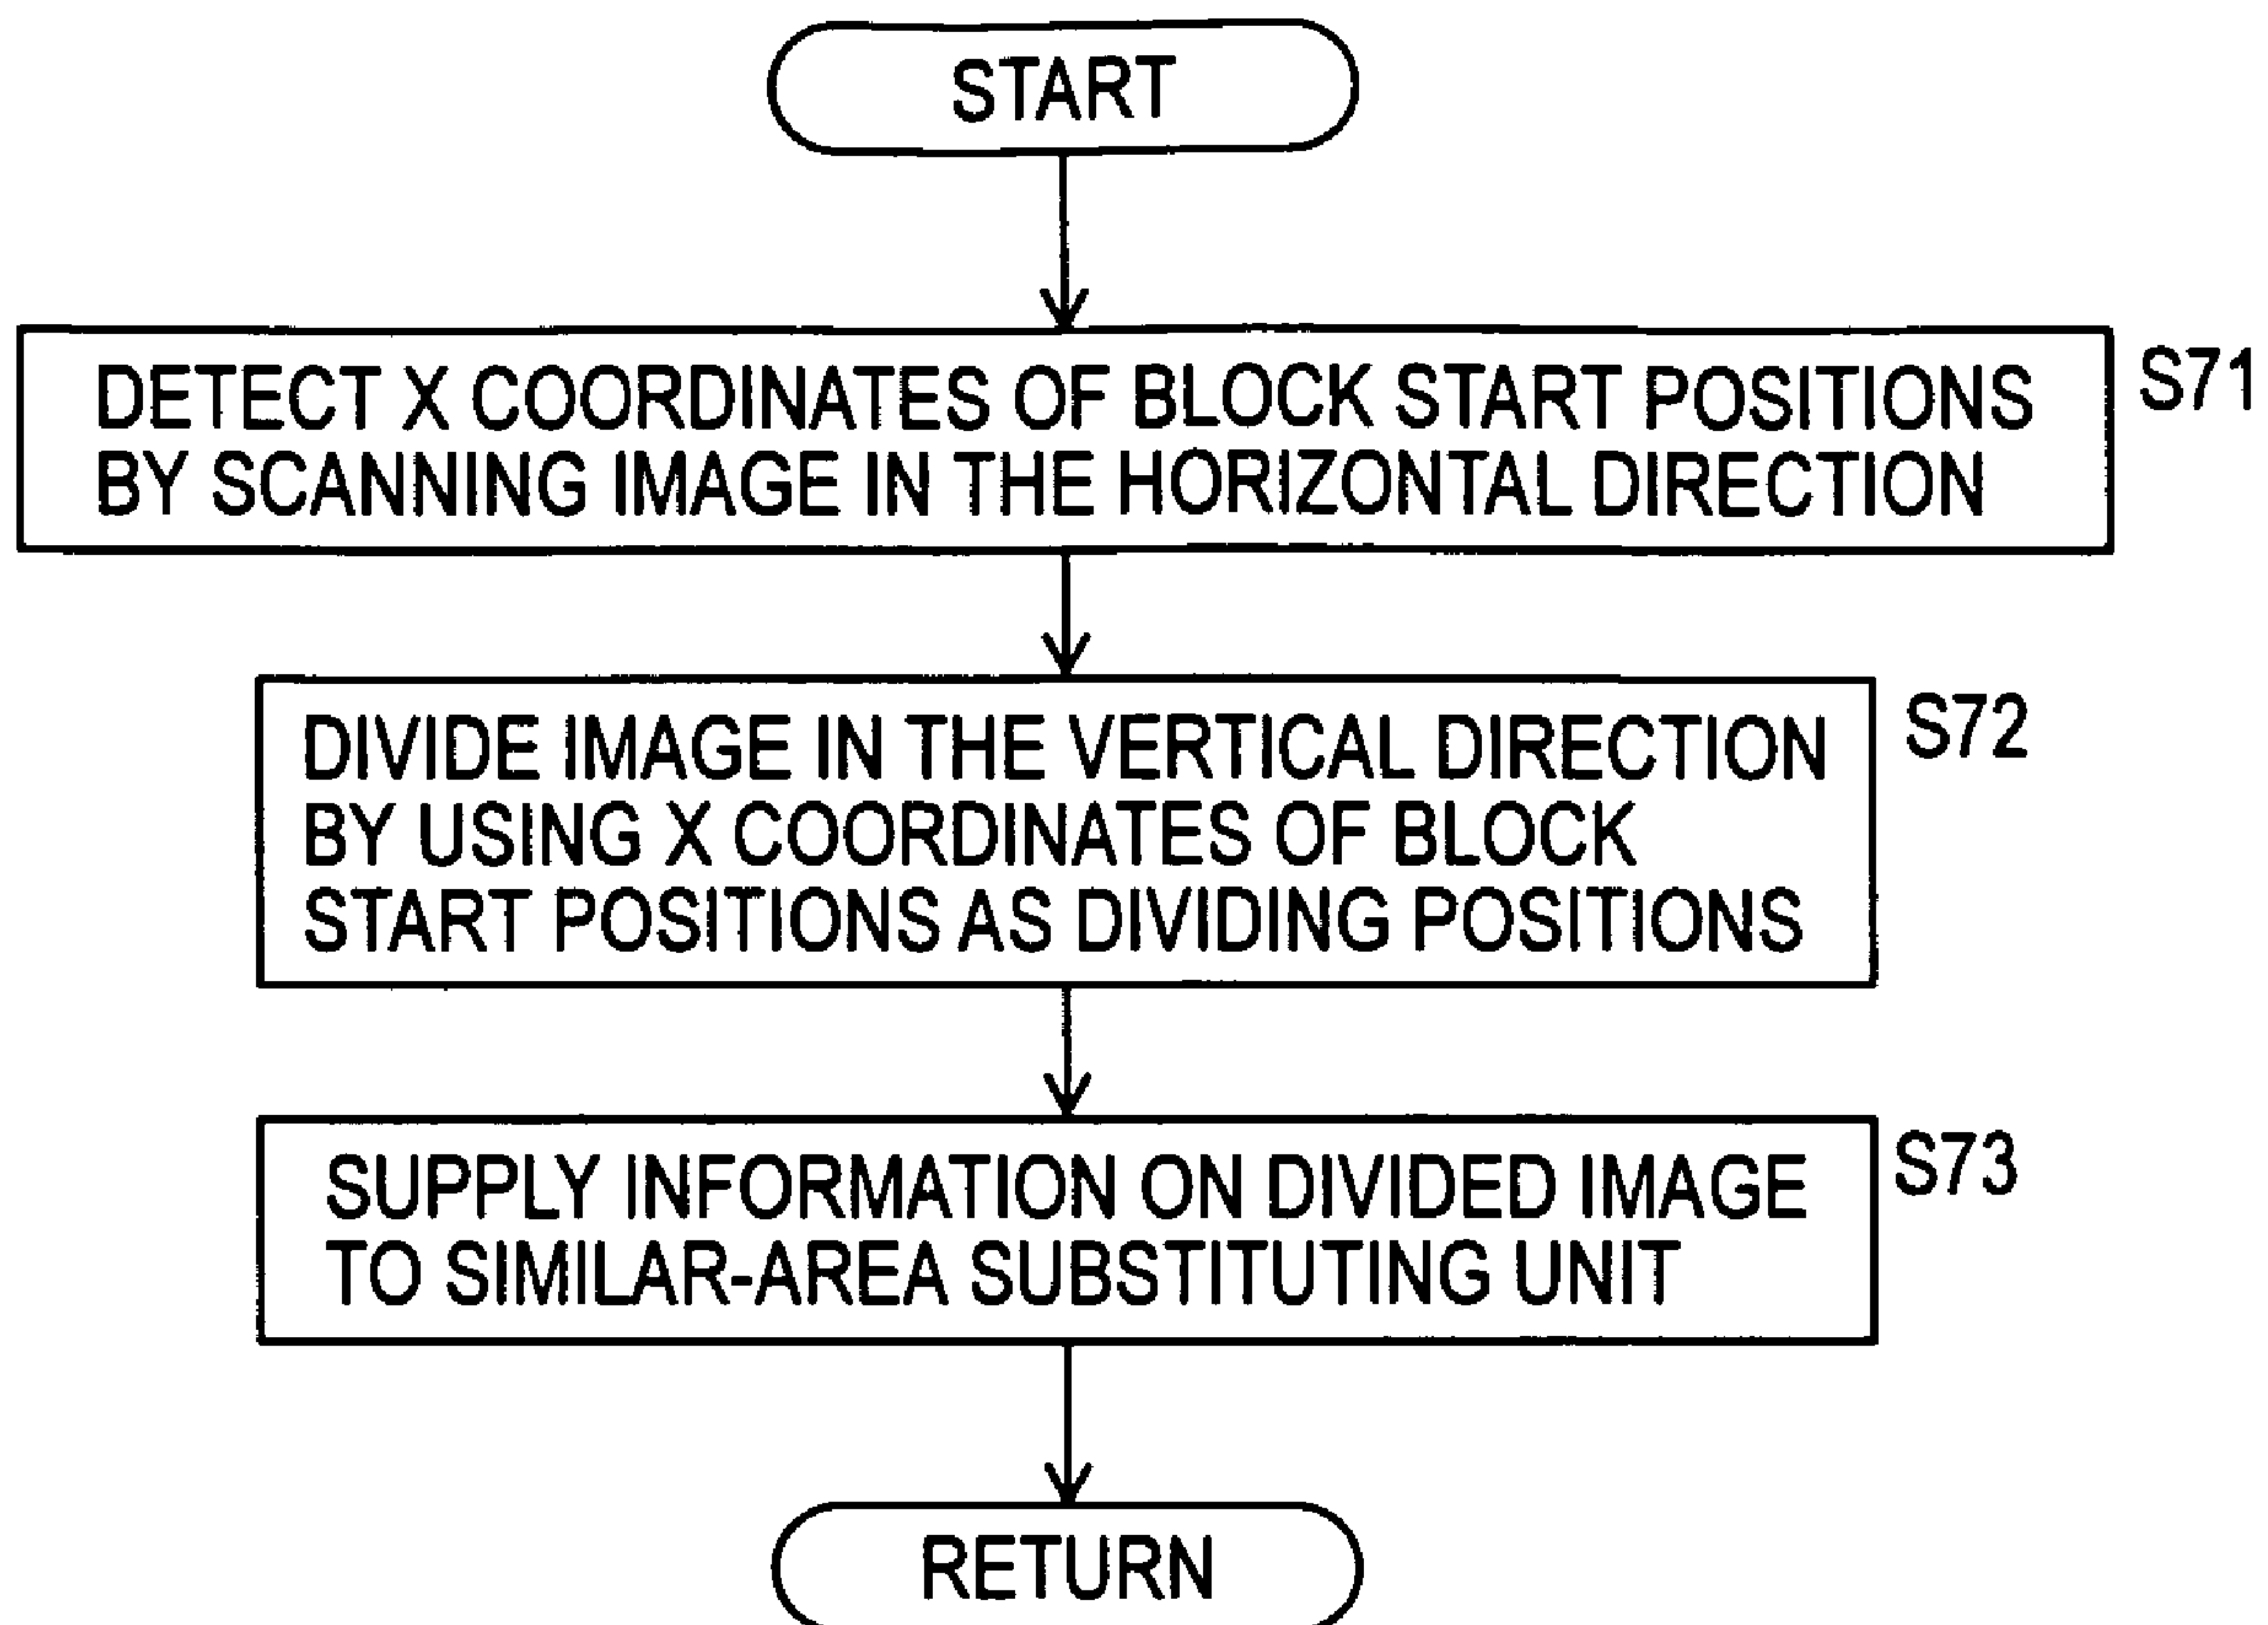 START
DETECT X COORDINATES OF BLOCK START POSITIONS
BY SCANNING IMAGE IN THE HORIZONTAL DIRECTION
S71
DIVIDE IMAGE IN THE VERTICAL DIRECTION
BY USING X COORDINATES OF BLOCK
START POSITIONS AS DIVIDING POSITIONS
S72
SUPPLY INFORMATION ON DIVIDED IMAGE
TO SIMILAR-AREA SUBSTITUTING UNIT
S73
RETURN